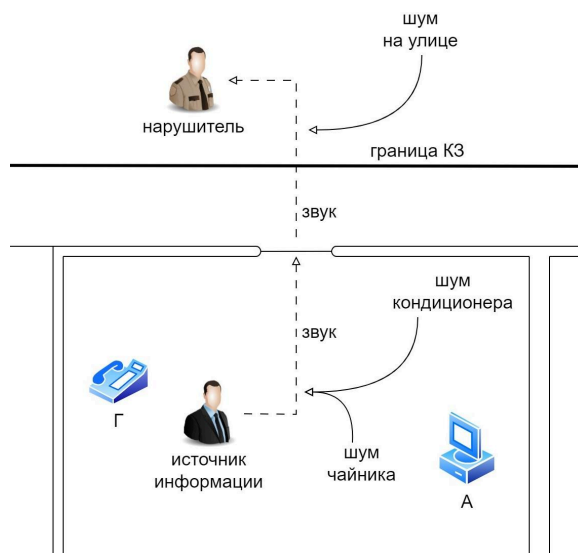 шум
на улице
нарушитель
граница КЗ
звук
шум
кондиционера
звук
Г
источник
информации
шум
чайника
А